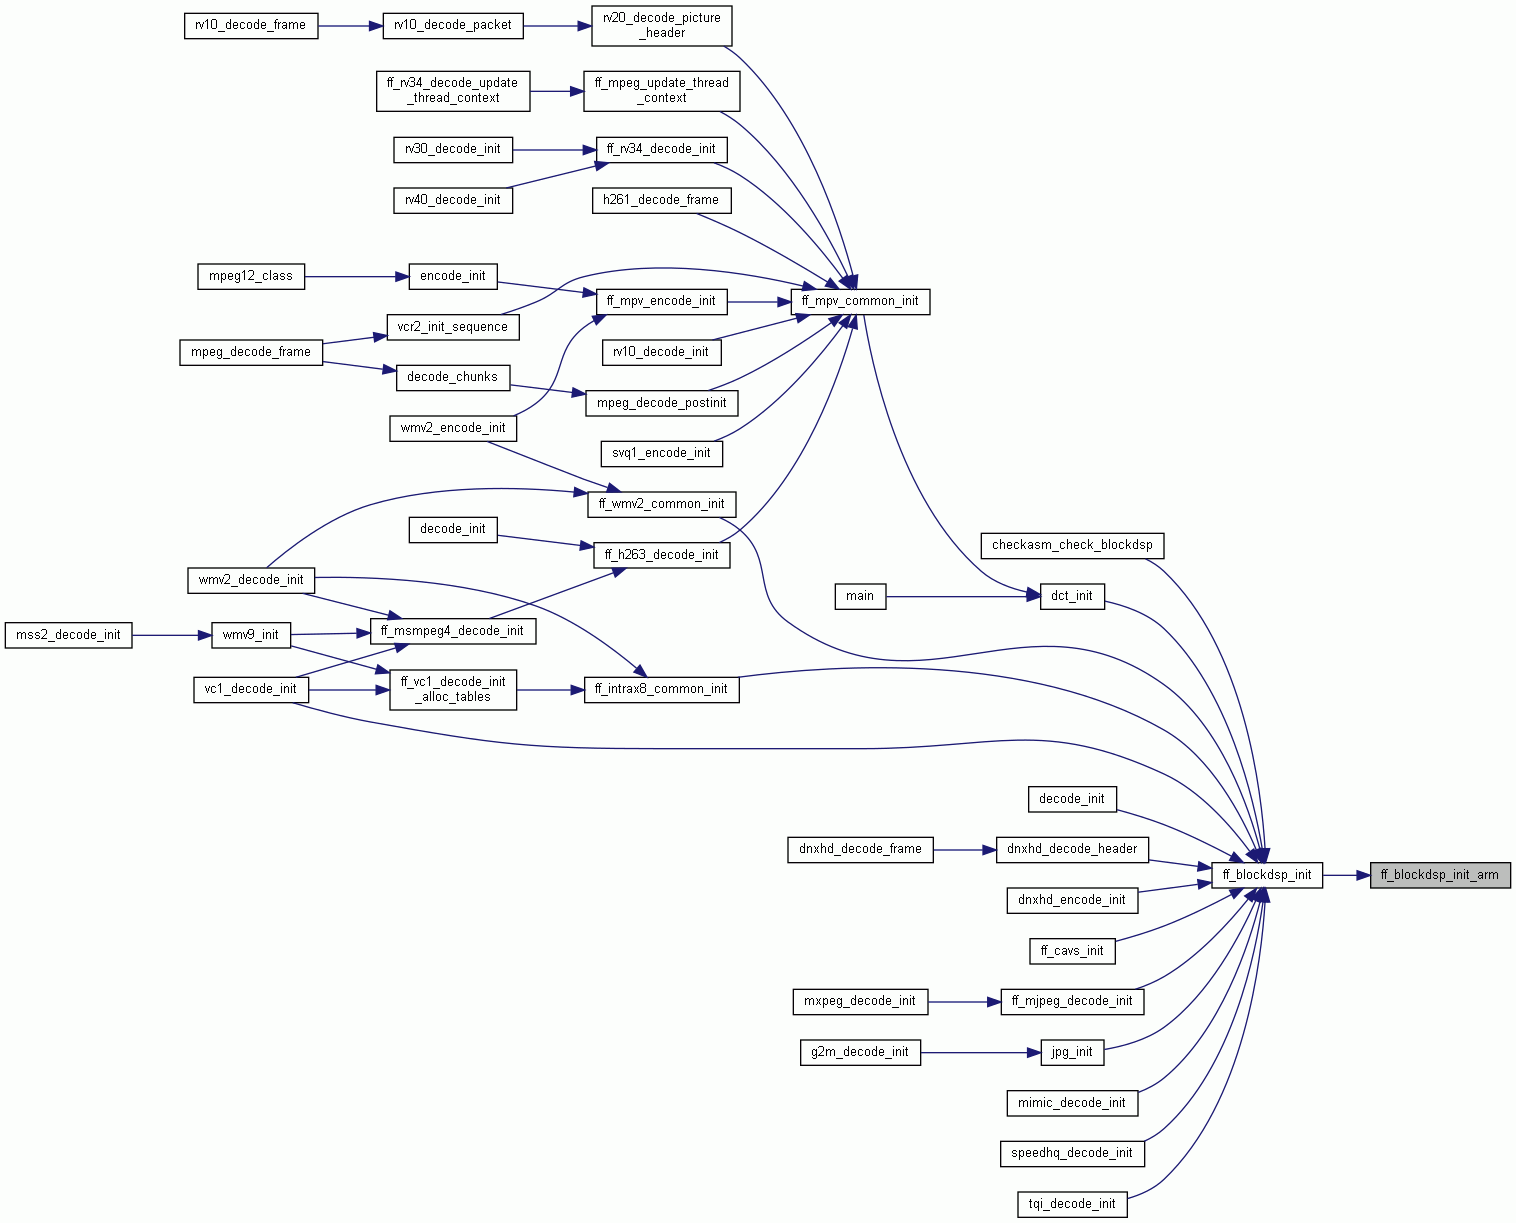 rv10_decode_frame
rv10_decode_packet
rv20_decode_picture
_header
ff_rv34_decode_update
_thread_context
ff_mpeg_update_thread
_context
rv30_decode_init
ff_rv34_decode_init
rv40_decode_init
h261_decode_frame
mpeg12_class
encode_init
ff_mpv_encode_init
ff_mpv_common_init
vcr2_init_sequence
mpeg_decode_frame
rv10_decode_init
decode_chunks
mpeg_decode_postinit
wmv2_encode_init
svq1_encode_init
ff_wmv2_common_init
decode_init
ff_h263_decode_init
checkasm_check_blockdsp
wmv2_decode_init
main
dct_init
mss2_decode_init
wmv9_init
ff_msmpeg4_decode_init
vc1_decode_init
ff_vc1_decode_init
_alloc_tables
ff_intrax8_common_init
decode_init
dnxhd_decode_frame
dnxhd_decode_header
ff_blockdsp_init
ff_blockdsp_init_arm
dnxhd_encode_init
ff_cavs_init
mxpeg_decode_init
ff_mjpeg_decode_init
g2m_decode_init
jpg_init
mimic_decode_init
speedhq_decode_init
tqi_decode_init